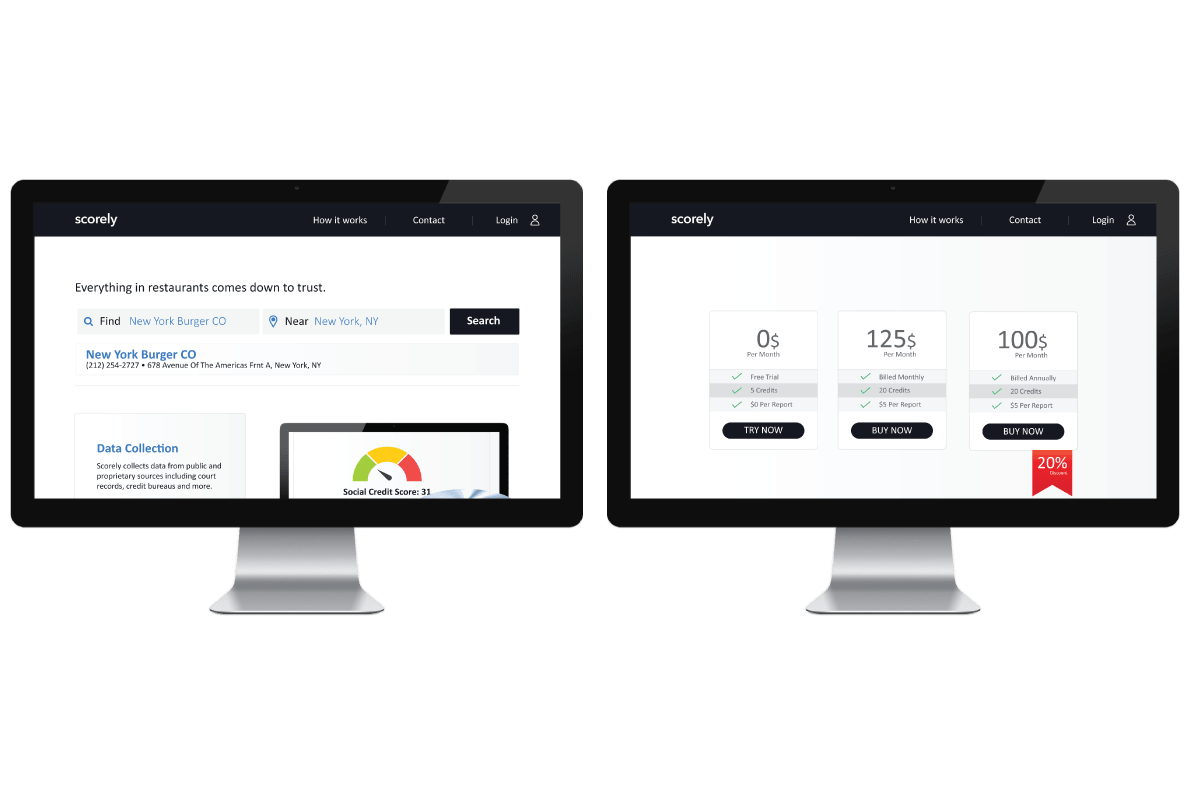 scorely
How it works
Contact
Login
Everything in restaurants comes down to trust.
Find New York Burger CO
Near New York, NY
Search
New York Burger CO
(212) 254-2727 • 678 Avenue Of The Americas Frnt A, New York, NY
Data Collection
Scorely collects data from public and
proprietary sources including court
records, credit bureaus and more.
Social Credit Score: 31
scorely
How it works
Contact
Login
0$
Per Month
Free Trial
5 Credits
$0 Per Report
TRY NOW
125$
Per Month
Billed Monthly
20 Credits
$5 Per Report
BUY NOW
100$
Per Month
Billed Annually
20 Credits
$5 Per Report
BUY NOW
20%
Discount